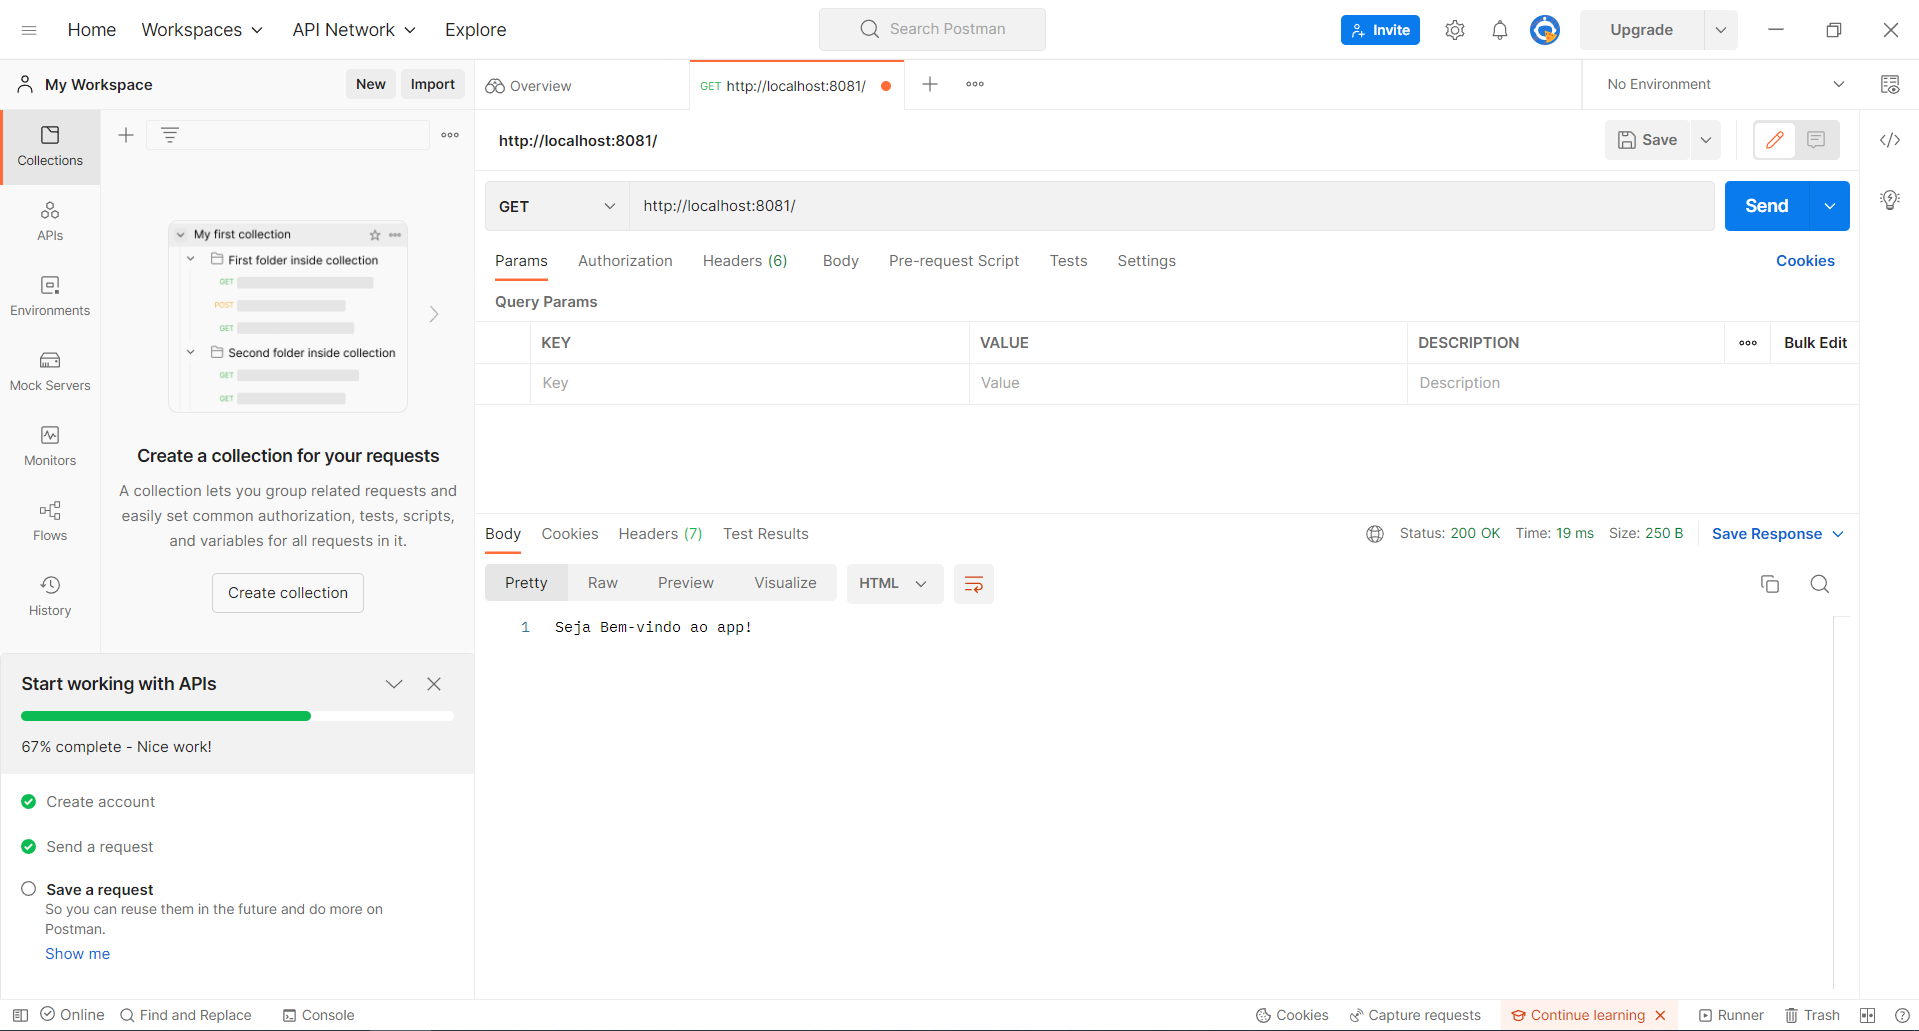 Home Workspaces API Network Explore Search Postman Invite Upgrade
My Workspace New Import Overview GET http://localhost:8081/ No Environment
Collections
APIs
Environments
Mock Servers
Monitors
Flows
History
My first collection
First folder inside collection
GET
POST
GET
Second folder inside collection
GET
GET
Create a collection for your requests
A collection lets you group related requests and
easily set common authorization, tests, scripts,
and variables for all requests in it.
Create collection
Start working with APIs
67% complete - Nice work!
Create account
Send a request
Save a request
So you can reuse them in the future and do more on
Postman.
Show me
http://localhost:8081/ Save
GET http://localhost:8081/ Send
Params Authorization Headers (6) Body Pre-request Script Tests Settings Cookies
Query Params
KEY VALUE DESCRIPTION Bulk Edit
Key Value Description
Body Cookies Headers (7) Test Results Status: 200 OK Time: 19 ms Size: 250 B Save Response
Pretty Raw Preview Visualize HTML
1 Seja Bem-vindo ao app!
Online Find and Replace Console Cookies Capture requests Continue learning Runner Trash